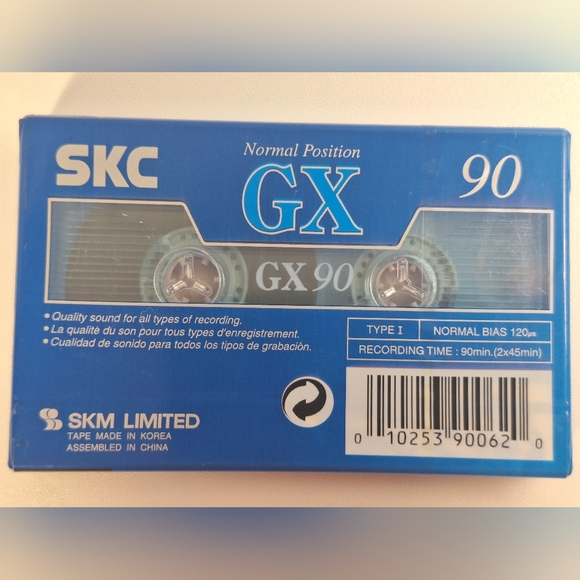 SKC
Normal Position
GX
90
GX 90
• Quality sound for all types of recording.
• La qualité du son pour tous types d'enregistrement.
• Cualidad de sonido para todos los tipos de grabaciòn.
TYPE I
NORMAL BIAS 120µs
RECORDING TIME : 90min.(2x45min)
SKM LIMITED
TAPE MADE IN KOREA
ASSEMBLED IN CHINA
0 10253 90062 0